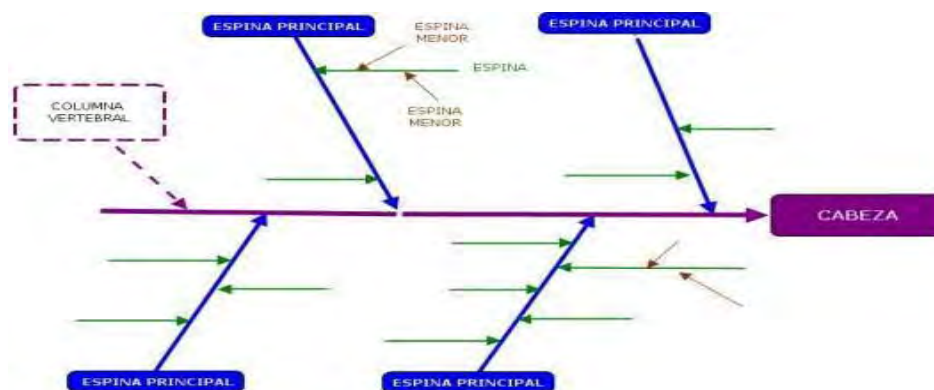 ESPINA PRINCIPAL
ESPINA PRINCIPAL
ESPINA
MENOR
ESPINA
ESPINA
MENOR
COLUMNA
VERTEBRAL
CABEZA
ESPINA PRINCIPAL
ESPINA PRINCIPAL